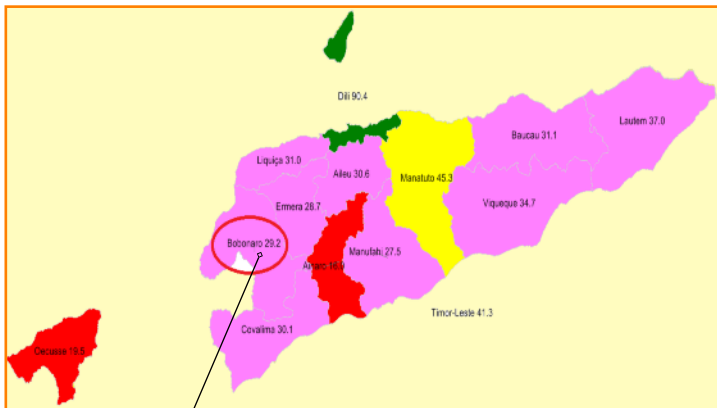 Dili 90.4
Lautem 37.0
Baucau 31.1
Liquiça 31.0
Aileu 30.6
Manatuto 45.3
Ermera 28.7
Viqueque 34.7
Bobonaro 29.2
Manufahi 27.5
Ainaro 18.9
Timor-Leste 41.3
Covalima 30.1
Oecusse 19.5